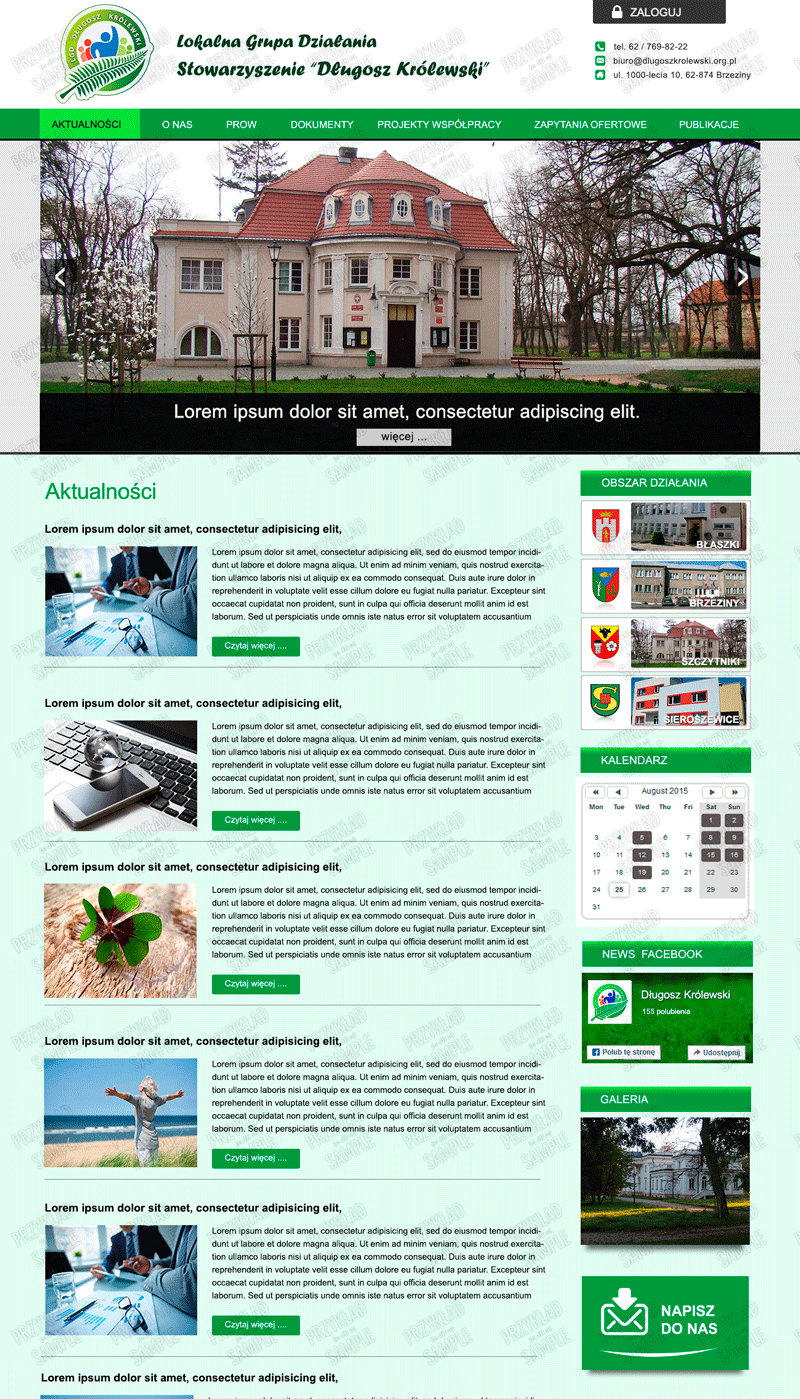 LGD DŁUGOSZ KRÓLEWSKI
Lokalna Grupa Działania
Stowarzyszenie “Długosz Królewski”
ZALOGUJ
tel. 62 / 769-82-22
biuro@dlugoszkrolewski.org.pl
ul. 1000-lecia 10, 62-874 Brzeziny
AKTUALNOŚCI O NAS PROW DOKUMENTY PROJEKTY WSPÓŁPRACY ZAPYTANIA OFERTOWE PUBLIKACJE
Lorem ipsum dolor sit amet, consectetur adipiscing elit.
więcej ...
Aktualności
Lorem ipsum dolor sit amet, consectetur adipisicing elit,
Lorem ipsum dolor sit amet, consectetur adipisicing elit, sed do eiusmod tempor incidi-
dunt ut labore et dolore magna aliqua. Ut enim ad minim veniam, quis nostrud exercita-
tion ullamco laboris nisi ut aliquip ex ea commodo consequat. Duis aute irure dolor in
reprehenderit in voluptate velit esse cillum dolore eu fugiat nulla pariatur. Excepteur sint
occaecat cupidatat non proident, sunt in culpa qui officia deserunt mollit anim id est
laborum. Sed ut perspiciatis unde omnis iste natus error sit voluptatem accusantium
Czytaj więcej ....
Lorem ipsum dolor sit amet, consectetur adipisicing elit,
Lorem ipsum dolor sit amet, consectetur adipisicing elit, sed do eiusmod tempor incidi-
dunt ut labore et dolore magna aliqua. Ut enim ad minim veniam, quis nostrud exercita-
tion ullamco laboris nisi ut aliquip ex ea commodo consequat. Duis aute irure dolor in
reprehenderit in voluptate velit esse cillum dolore eu fugiat nulla pariatur. Excepteur sint
occaecat cupidatat non proident, sunt in culpa qui officia deserunt mollit anim id est
laborum. Sed ut perspiciatis unde omnis iste natus error sit voluptatem accusantium
Czytaj więcej ....
Lorem ipsum dolor sit amet, consectetur adipisicing elit,
Lorem ipsum dolor sit amet, consectetur adipisicing elit, sed do eiusmod tempor incidi-
dunt ut labore et dolore magna aliqua. Ut enim ad minim veniam, quis nostrud exercita-
tion ullamco laboris nisi ut aliquip ex ea commodo consequat. Duis aute irure dolor in
reprehenderit in voluptate velit esse cillum dolore eu fugiat nulla pariatur. Excepteur sint
occaecat cupidatat non proident, sunt in culpa qui officia deserunt mollit anim id est
laborum. Sed ut perspiciatis unde omnis iste natus error sit voluptatem accusantium
Czytaj więcej ....
Lorem ipsum dolor sit amet, consectetur adipisicing elit,
Lorem ipsum dolor sit amet, consectetur adipisicing elit, sed do eiusmod tempor incidi-
dunt ut labore et dolore magna aliqua. Ut enim ad minim veniam, quis nostrud exercita-
tion ullamco laboris nisi ut aliquip ex ea commodo consequat. Duis aute irure dolor in
reprehenderit in voluptate velit esse cillum dolore eu fugiat nulla pariatur. Excepteur sint
occaecat cupidatat non proident, sunt in culpa qui officia deserunt mollit anim id est
laborum. Sed ut perspiciatis unde omnis iste natus error sit voluptatem accusantium
Czytaj więcej ....
Lorem ipsum dolor sit amet, consectetur adipisicing elit,
Lorem ipsum dolor sit amet, consectetur adipisicing elit, sed do eiusmod tempor incidi-
dunt ut labore et dolore magna aliqua. Ut enim ad minim veniam, quis nostrud exercita-
tion ullamco laboris nisi ut aliquip ex ea commodo consequat. Duis aute irure dolor in
reprehenderit in voluptate velit esse cillum dolore eu fugiat nulla pariatur. Excepteur sint
occaecat cupidatat non proident, sunt in culpa qui officia deserunt mollit anim id est
laborum. Sed ut perspiciatis unde omnis iste natus error sit voluptatem accusantium
Czytaj więcej ....
Lorem ipsum dolor sit amet, consectetur adipisicing elit,
OBSZAR DZIAŁANIA
BŁASZKI
BRZEZINY
SZCZYTNIKI
SIEROSZEWICE
KALENDARZ
August 2015
Mon Tue Wed Thu Fri Sat Sun
1 2
3 4 5 6 7 8 9
10 11 12 13 14 15 16
17 18 19 20 21 22 23
24 25 26 27 28 29 30
31
NEWS FACEBOOK
Długosz Królewski
155 polubienia
Polub tę stronę
Udostępnij
GALERIA
NAPISZ
DO NAS
PRZYKŁAD
SAMPLE